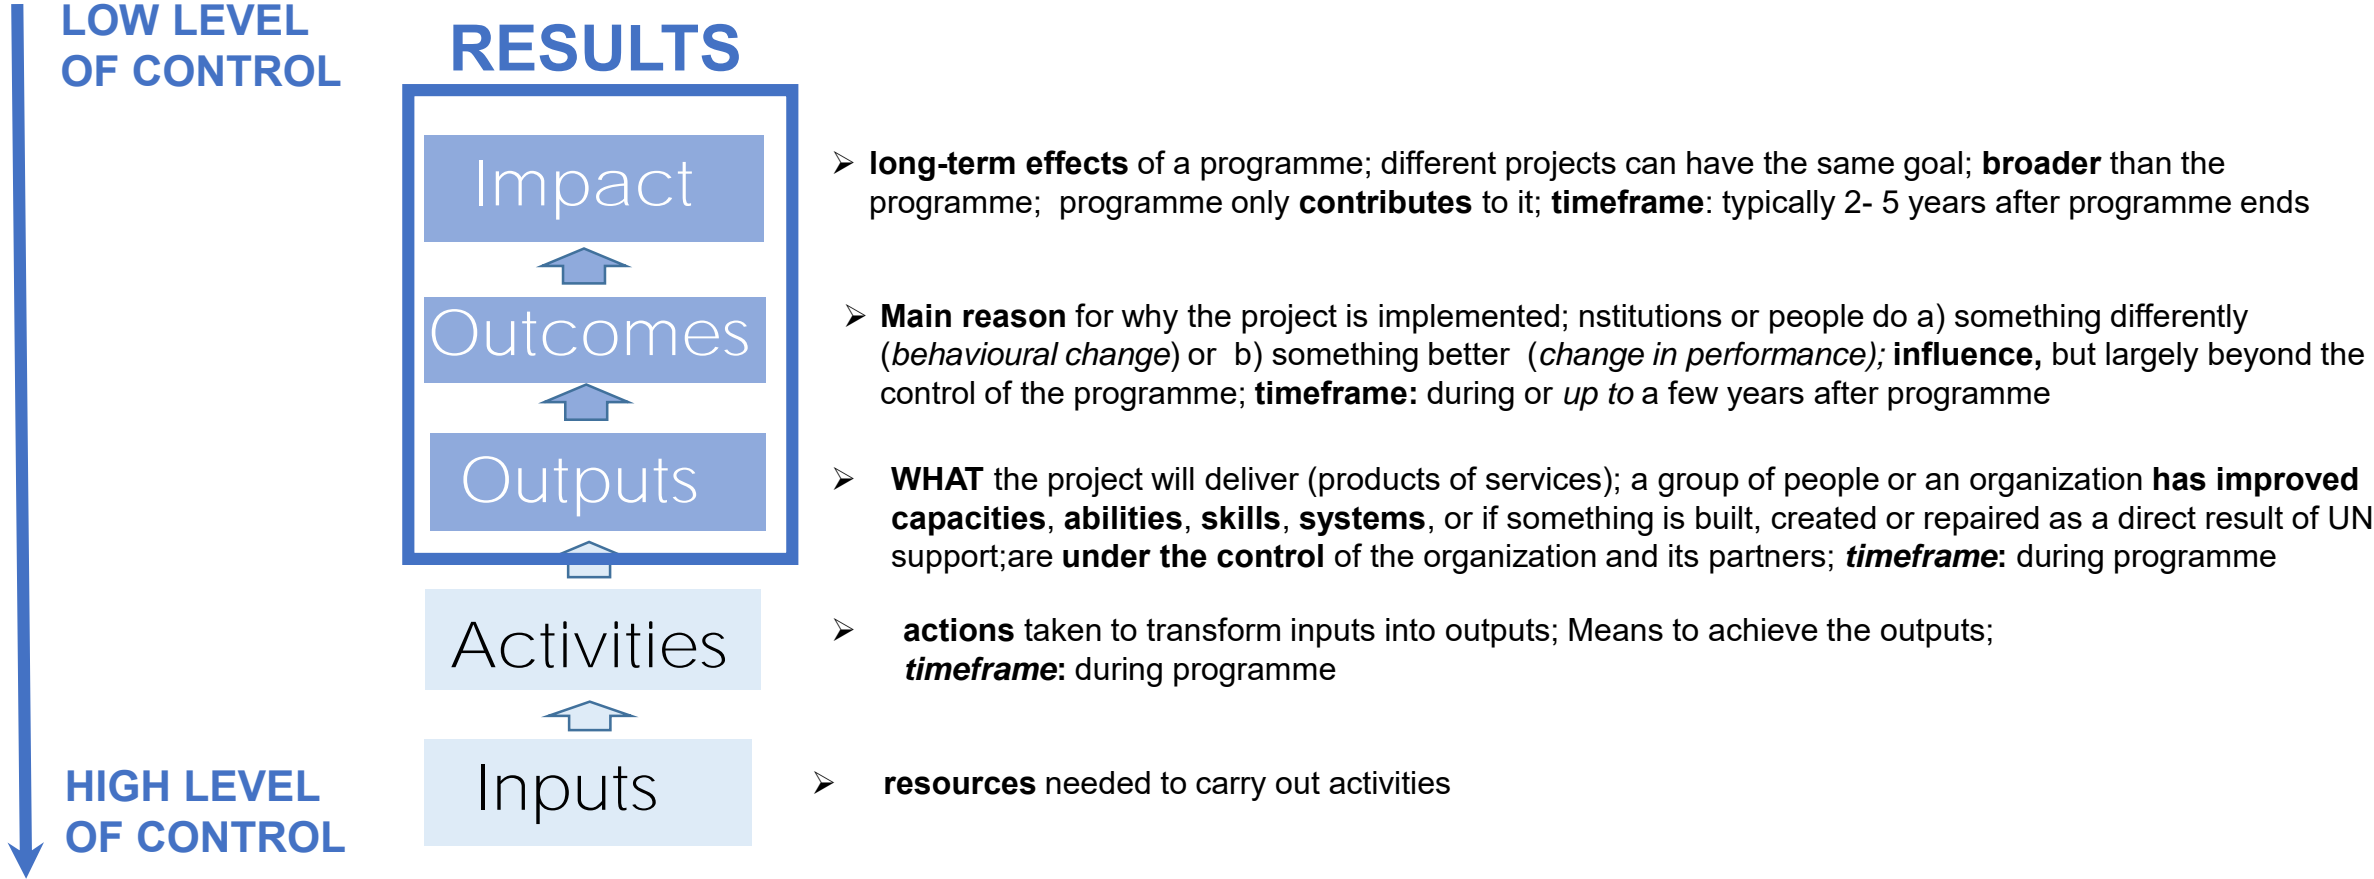 LOW LEVEL
OF CONTROL
RESULTS
Impact
➢ long-term effects of a programme; different projects can have the same goal; broader than the
programme;  programme only contributes to it; timeframe: typically 2- 5 years after programme ends
Outcomes
➢ Main reason for why the project is implemented; nstitutions or people do a) something differently
(behavioural change) or  b) something better  (change in performance); influence, but largely beyond the
control of the programme; timeframe: during or up to a few years after programme
Outputs
➢ WHAT the project will deliver (products of services); a group of people or an organization has improved
capacities, abilities, skills, systems, or if something is built, created or repaired as a direct result of UN
support;are under the control of the organization and its partners; timeframe: during programme
Activities
➢ actions taken to transform inputs into outputs; Means to achieve the outputs;
timeframe: during programme
Inputs
➢ resources needed to carry out activities
HIGH LEVEL
OF CONTROL